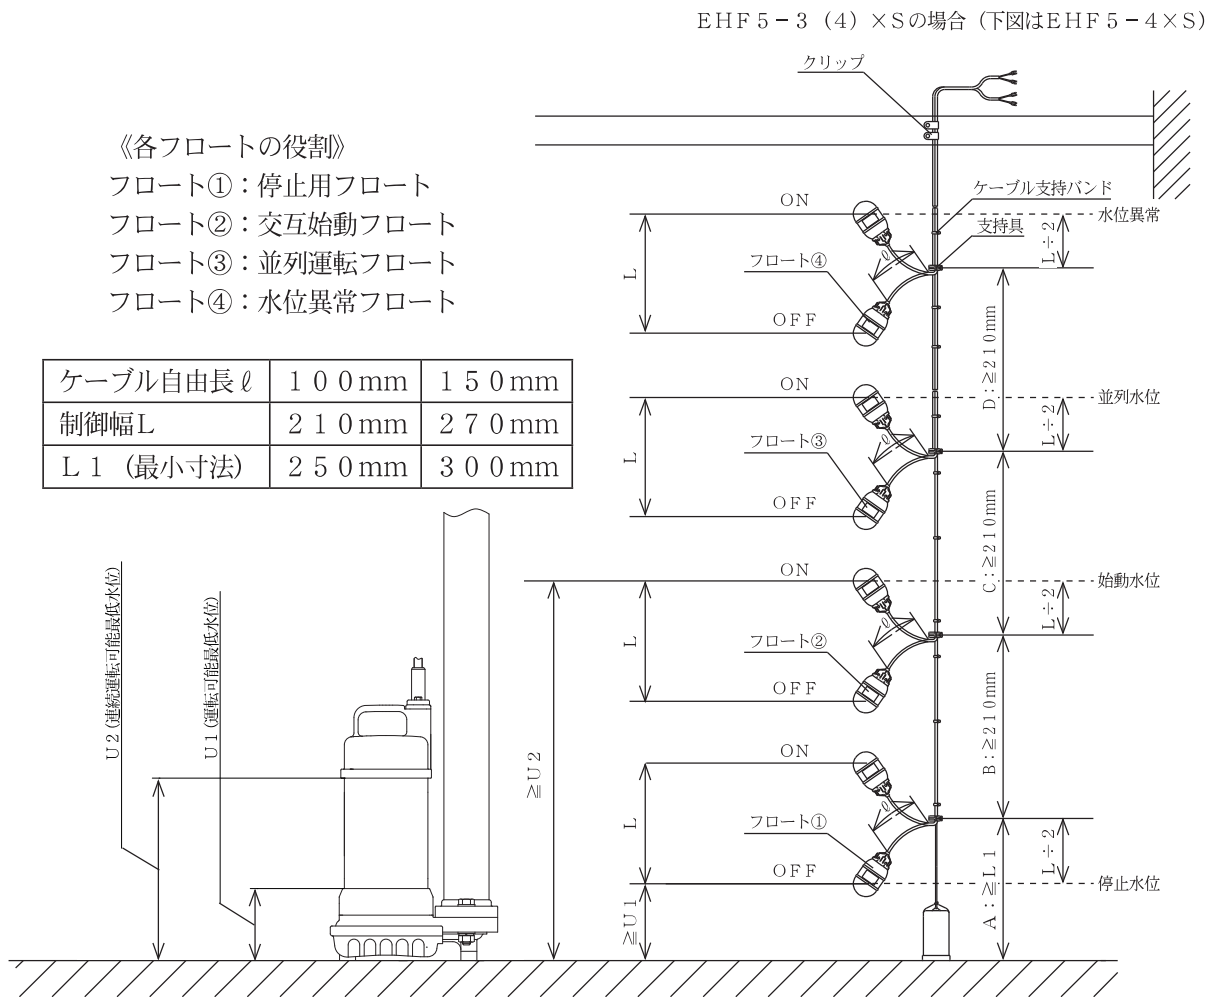 EHF5-3(4)×Sの場合(下図はEHF5-4×S)
クリップ
《各フロートの役割》
フロート①:停止用フロート
フロート②:交互始動フロート
フロート③:並列運転フロート
フロート④:水位異常フロート
ケーブル自由長ℓ 100mm 150mm
制御幅L 210mm 270mm
L1(最小寸法) 250mm 300mm
U2(連続運転可能最低水位)
U1(運転可能最低水位)
ON
ケーブル支持バンド
水位異常
支持具
L÷2
フロート④
ℓ
L
OFF
D:≧210mm
ON
並列水位
L÷2
フロート③
ℓ
L
OFF
C:≧210mm
ON
始動水位
L÷2
フロート②
ℓ
L
OFF
B:≧210mm
≧U2
ON
フロート①
ℓ
L
L÷2
OFF
停止水位
≧U1
A:≧L1